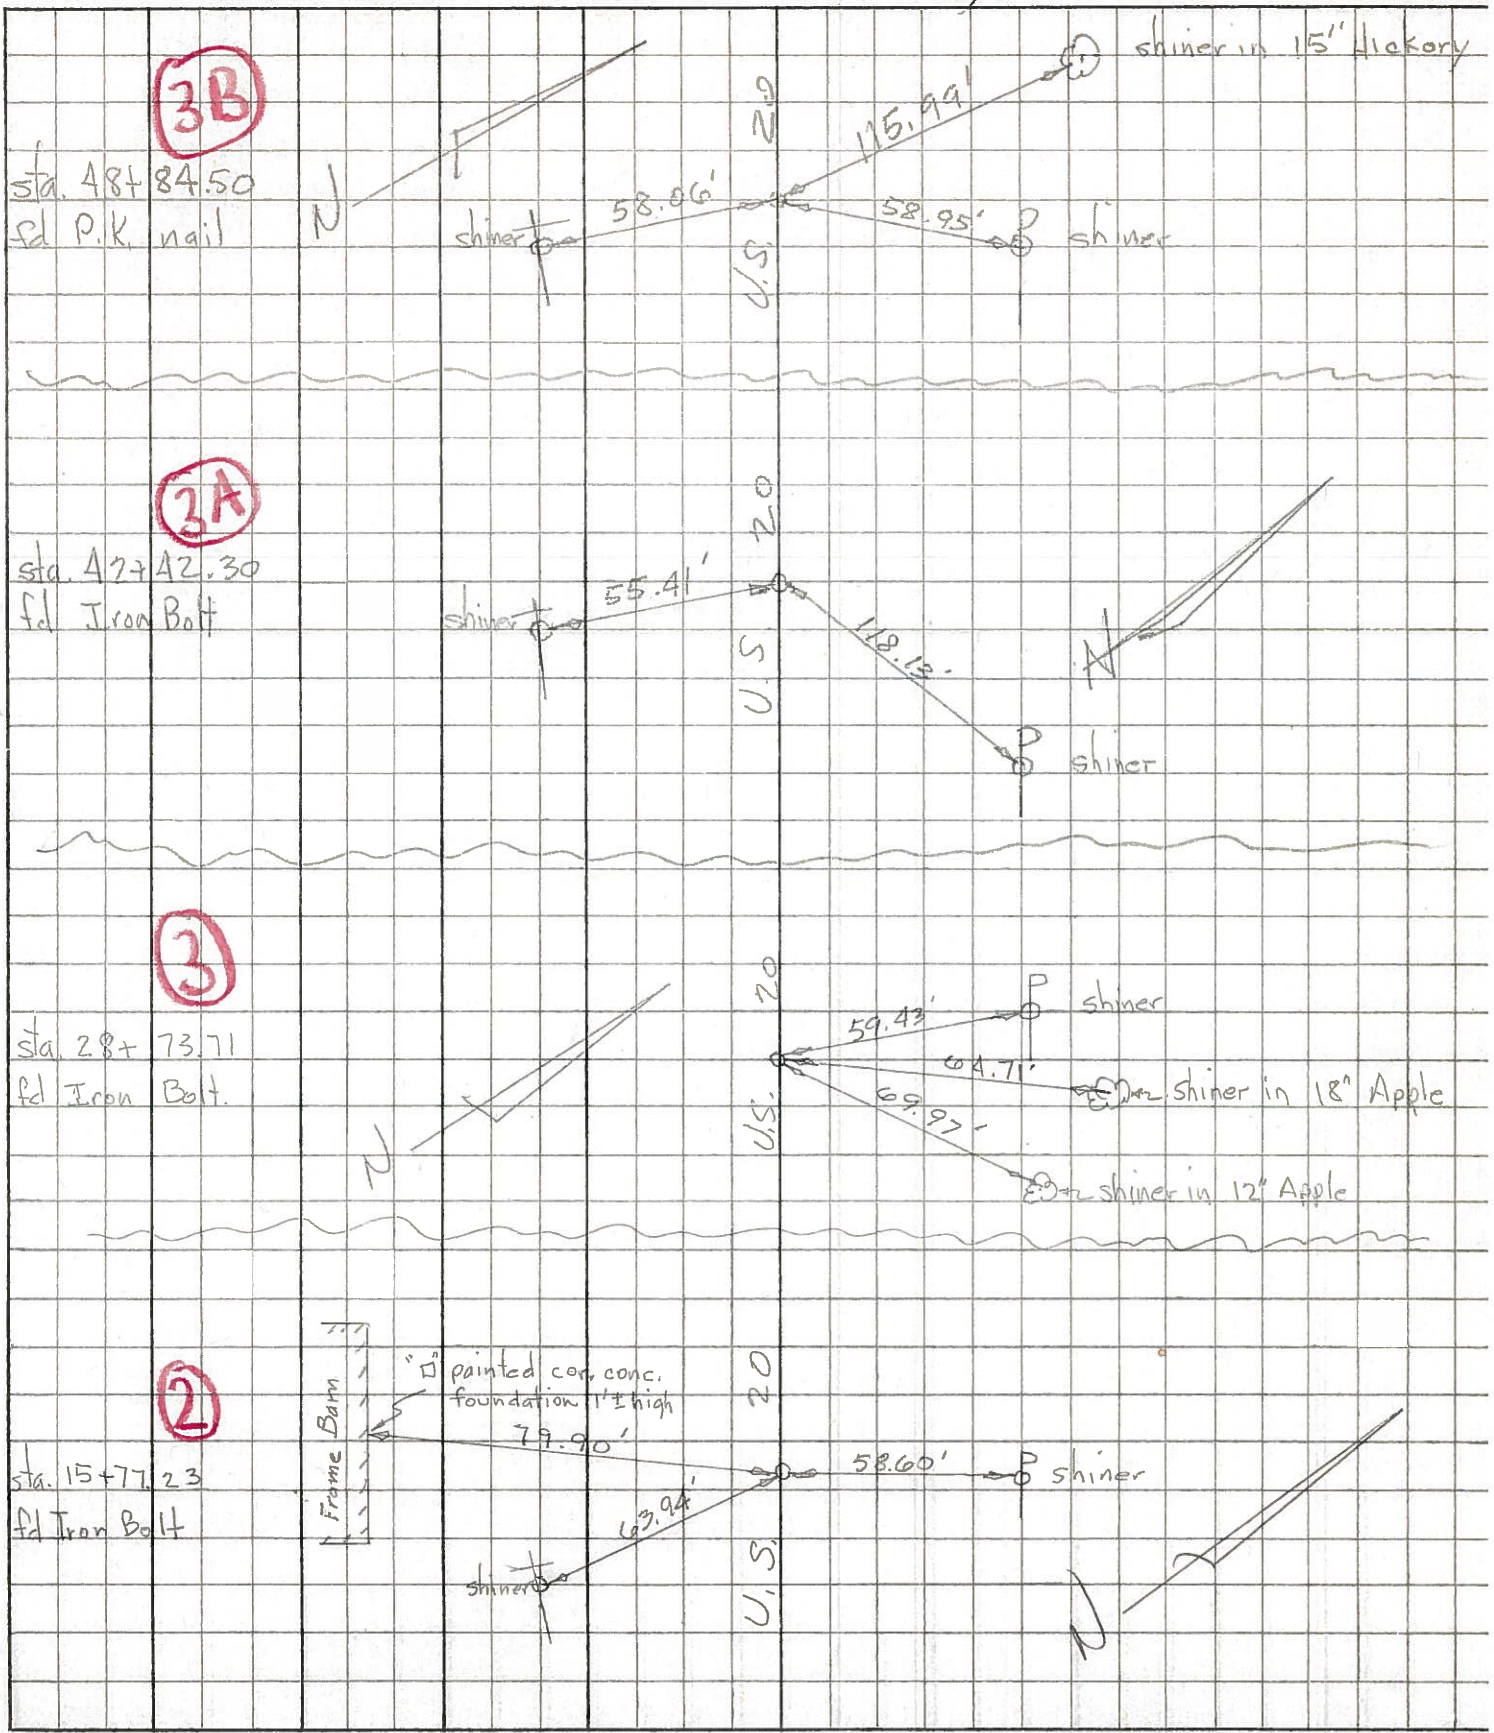 3B
sta. 48+84.50
fd P.K. nail
N
U.S. 20
shiner in 15" Hickory
115.99'
58.06'
shiner
58.95'
P shiner
3A
sta. 47+42.30
fd Iron Bolt
U.S. 20
shiner
55.41'
118.13'
P shiner
N
3
sta. 28+73.71
fd Iron Bolt.
N
U.S. 20
59.43'
P shiner
64.71'
shiner in 18" Apple
69.97'
shiner in 12" Apple
2
sta. 15+77.23
fd Iron Bolt
Frame Barn
"□" painted cor. conc.
foundation 1'± high
79.90'
U.S. 20
58.60'
P shiner
63.94'
shiner
N